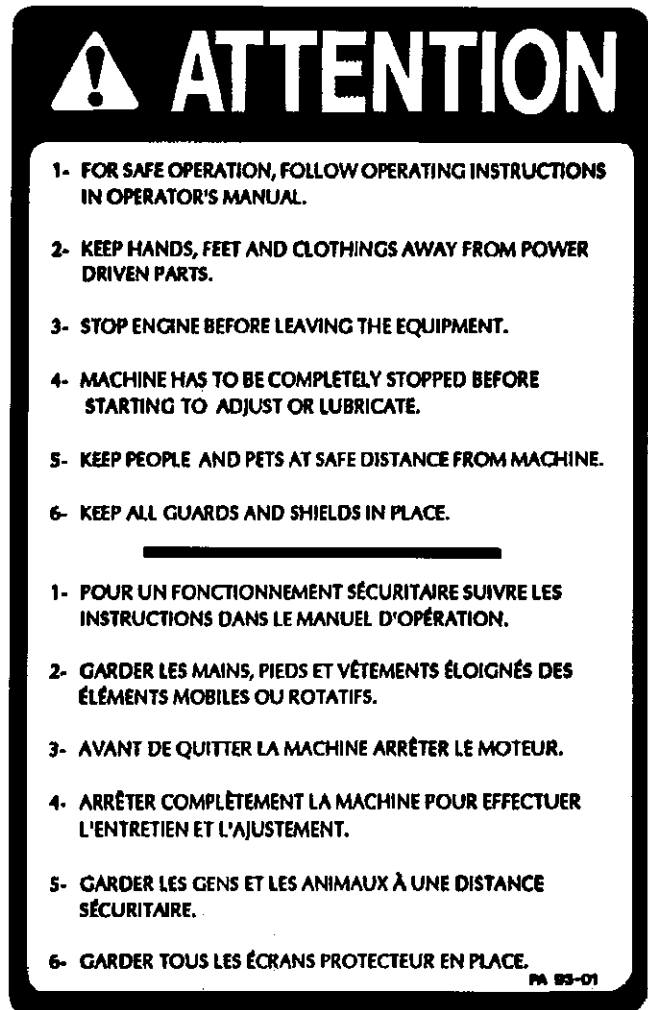 ATTENTION
1- FOR SAFE OPERATION, FOLLOW OPERATING INSTRUCTIONS
IN OPERATOR'S MANUAL.
2- KEEP HANDS, FEET AND CLOTHINGS AWAY FROM POWER
DRIVEN PARTS.
3- STOP ENGINE BEFORE LEAVING THE EQUIPMENT.
4- MACHINE HAS TO BE COMPLETELY STOPPED BEFORE
STARTING TO ADJUST OR LUBRICATE.
5- KEEP PEOPLE AND PETS AT SAFE DISTANCE FROM MACHINE.
6- KEEP ALL GUARDS AND SHIELDS IN PLACE.
1- POUR UN FONCTIONNEMENT SÉCURITAIRE SUIVRE LES
INSTRUCTIONS DANS LE MANUEL D'OPÉRATION.
2- GARDER LES MAINS, PIEDS ET VÊTEMENTS ÉLOIGNÉS DES
ÉLÉMENTS MOBILES OU ROTATIFS.
3- AVANT DE QUITTER LA MACHINE ARRÊTER LE MOTEUR.
4- ARRÊTER COMPLÈTEMENT LA MACHINE POUR EFFECTUER
L'ENTRETIEN ET L'AJUSTEMENT.
5- GARDER LES GENS ET LES ANIMAUX À UNE DISTANCE
SÉCURITAIRE.
6- GARDER TOUS LES ÉCRANS PROTECTEUR EN PLACE.
PA 93-01